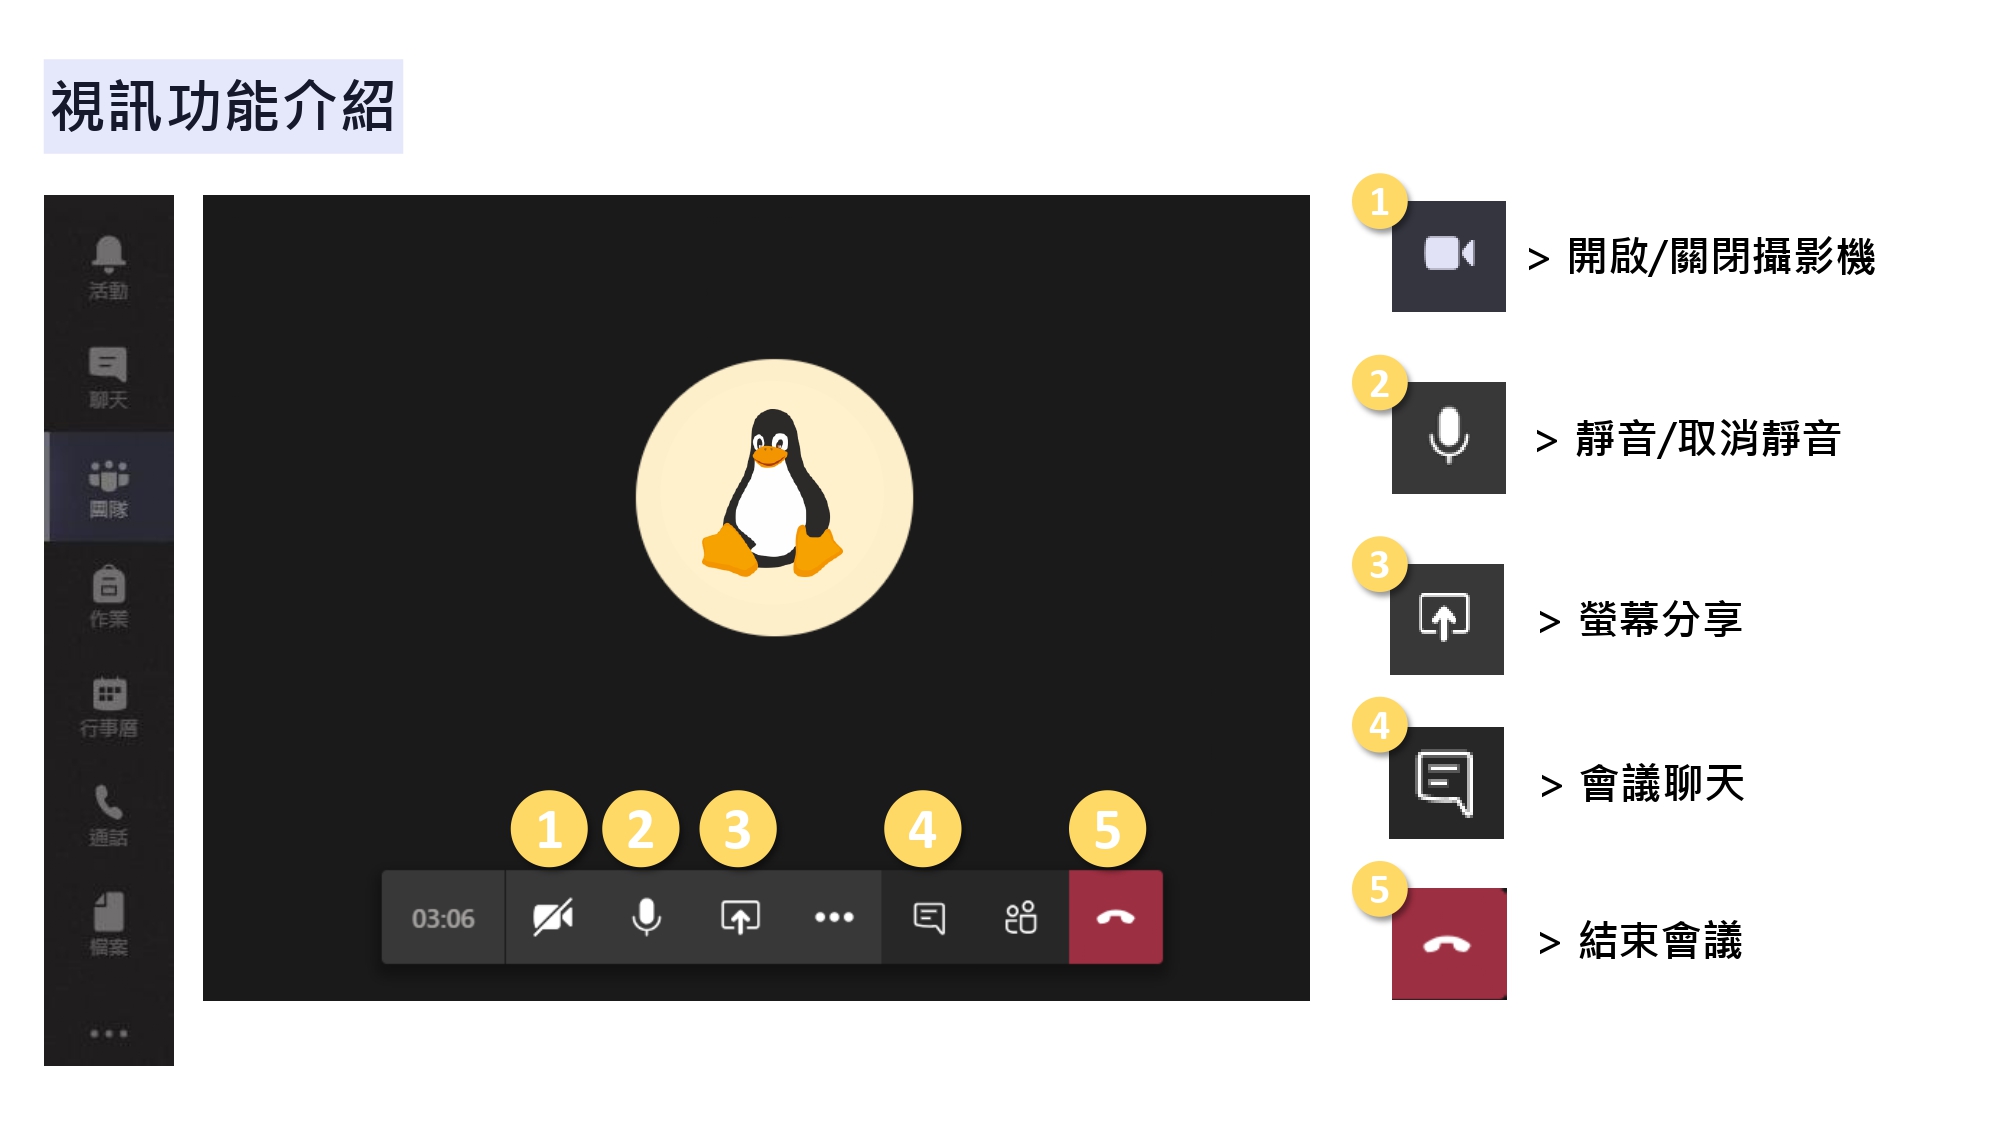 視訊功能介紹
活動
聊天
團隊
作業
行事曆
通話
檔案
1
2
3
4
5
03:06
1
> 開啟/關閉攝影機
2
> 靜音/取消靜音
3
> 螢幕分享
4
> 會議聊天
5
> 結束會議